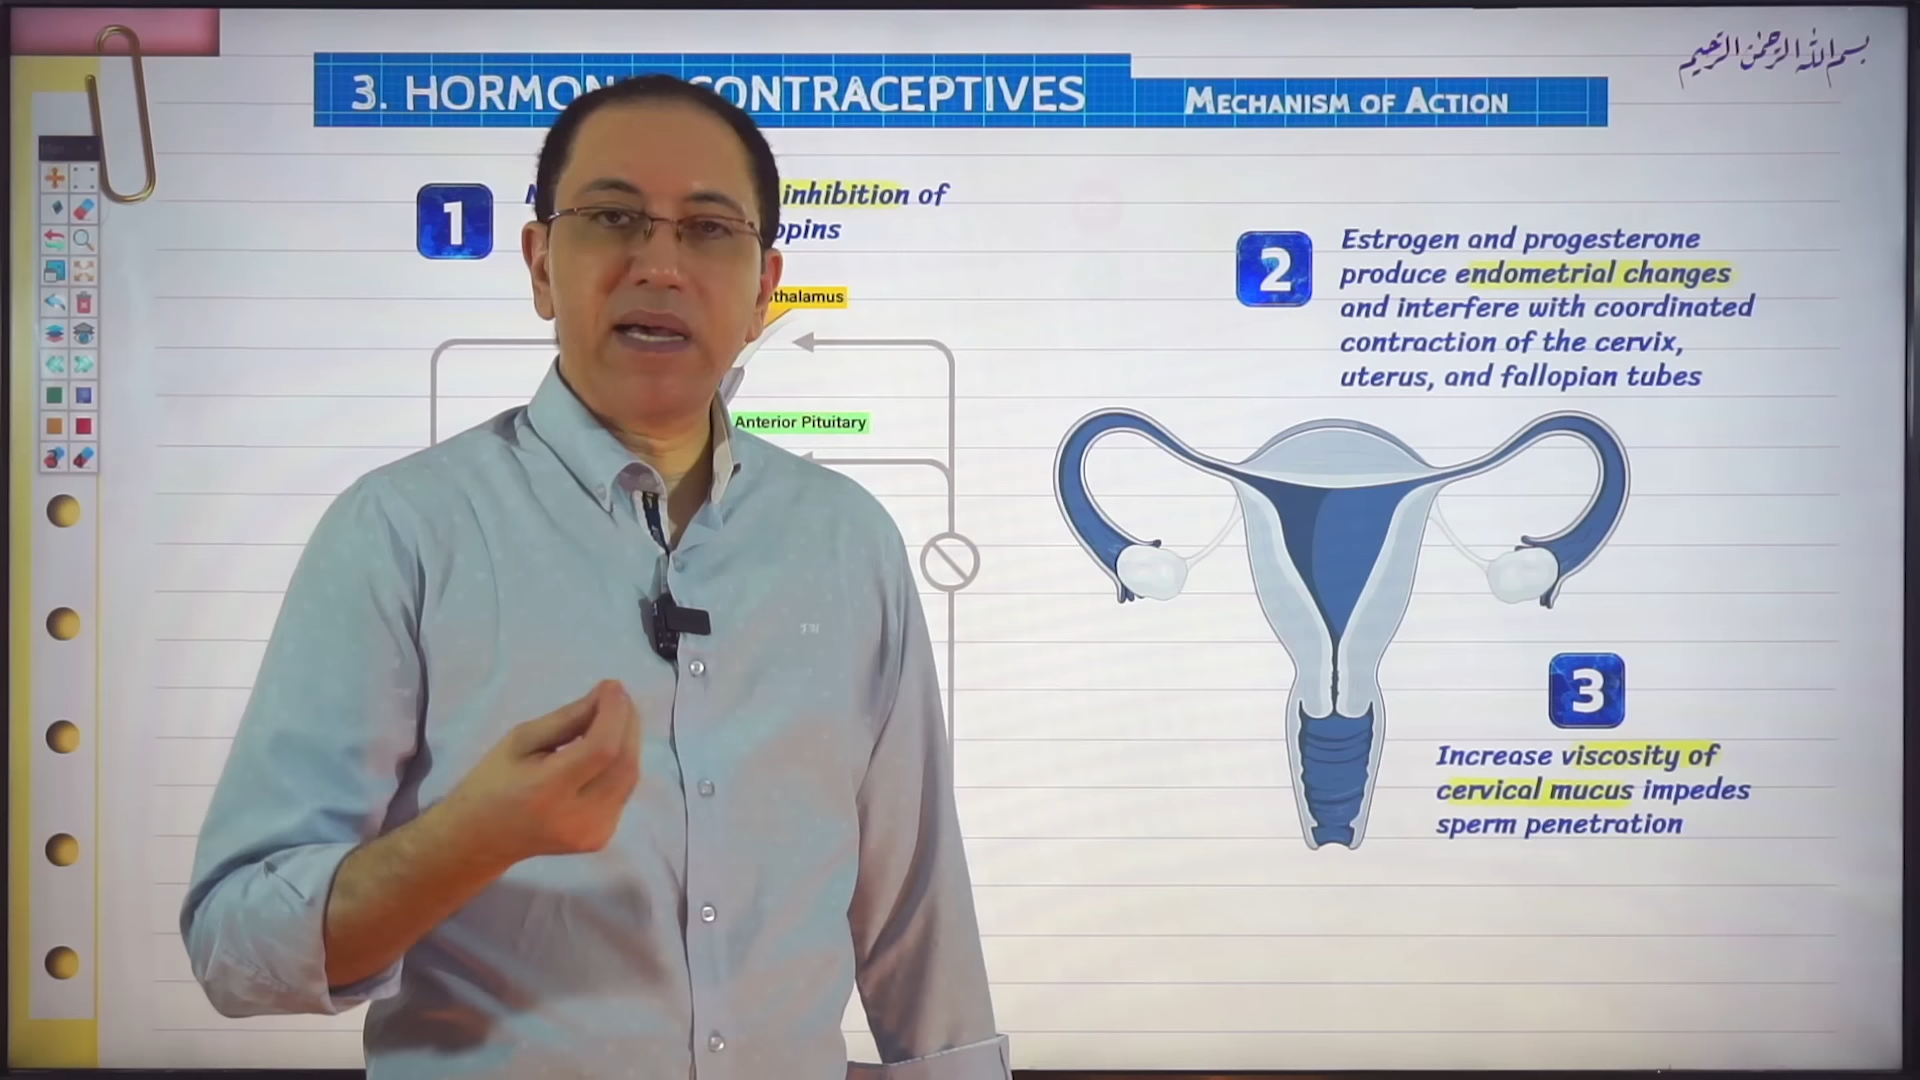 بسم الله الرحمن الرحيم
3. HORMON CONTRACEPTIVES
MECHANISM OF ACTION
1
inhibition of
opins
thalamus
Anterior Pituitary
2
Estrogen and progesterone
produce endometrial changes
and interfere with coordinated
contraction of the cervix,
uterus, and fallopian tubes
3
Increase viscosity of
cervical mucus impedes
sperm penetration